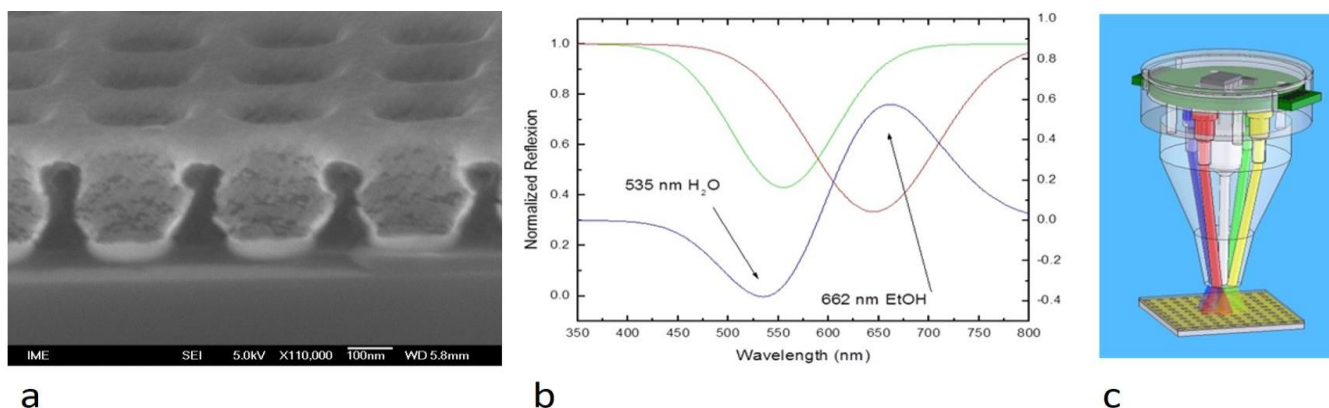 IME SEI 5.0kV X110,000 100nm WD 5.8mm
a
Normalized Reflexion
1.0
0.8
0.6
0.4
0.2
0.0
1.0
0.8
0.6
0.4
0.2
0.0
-0.2
-0.4
535 nm H₂O
662 nm EtOH
350 400 450 500 550 600 650 700 750 800
Wavelength (nm)
b
c